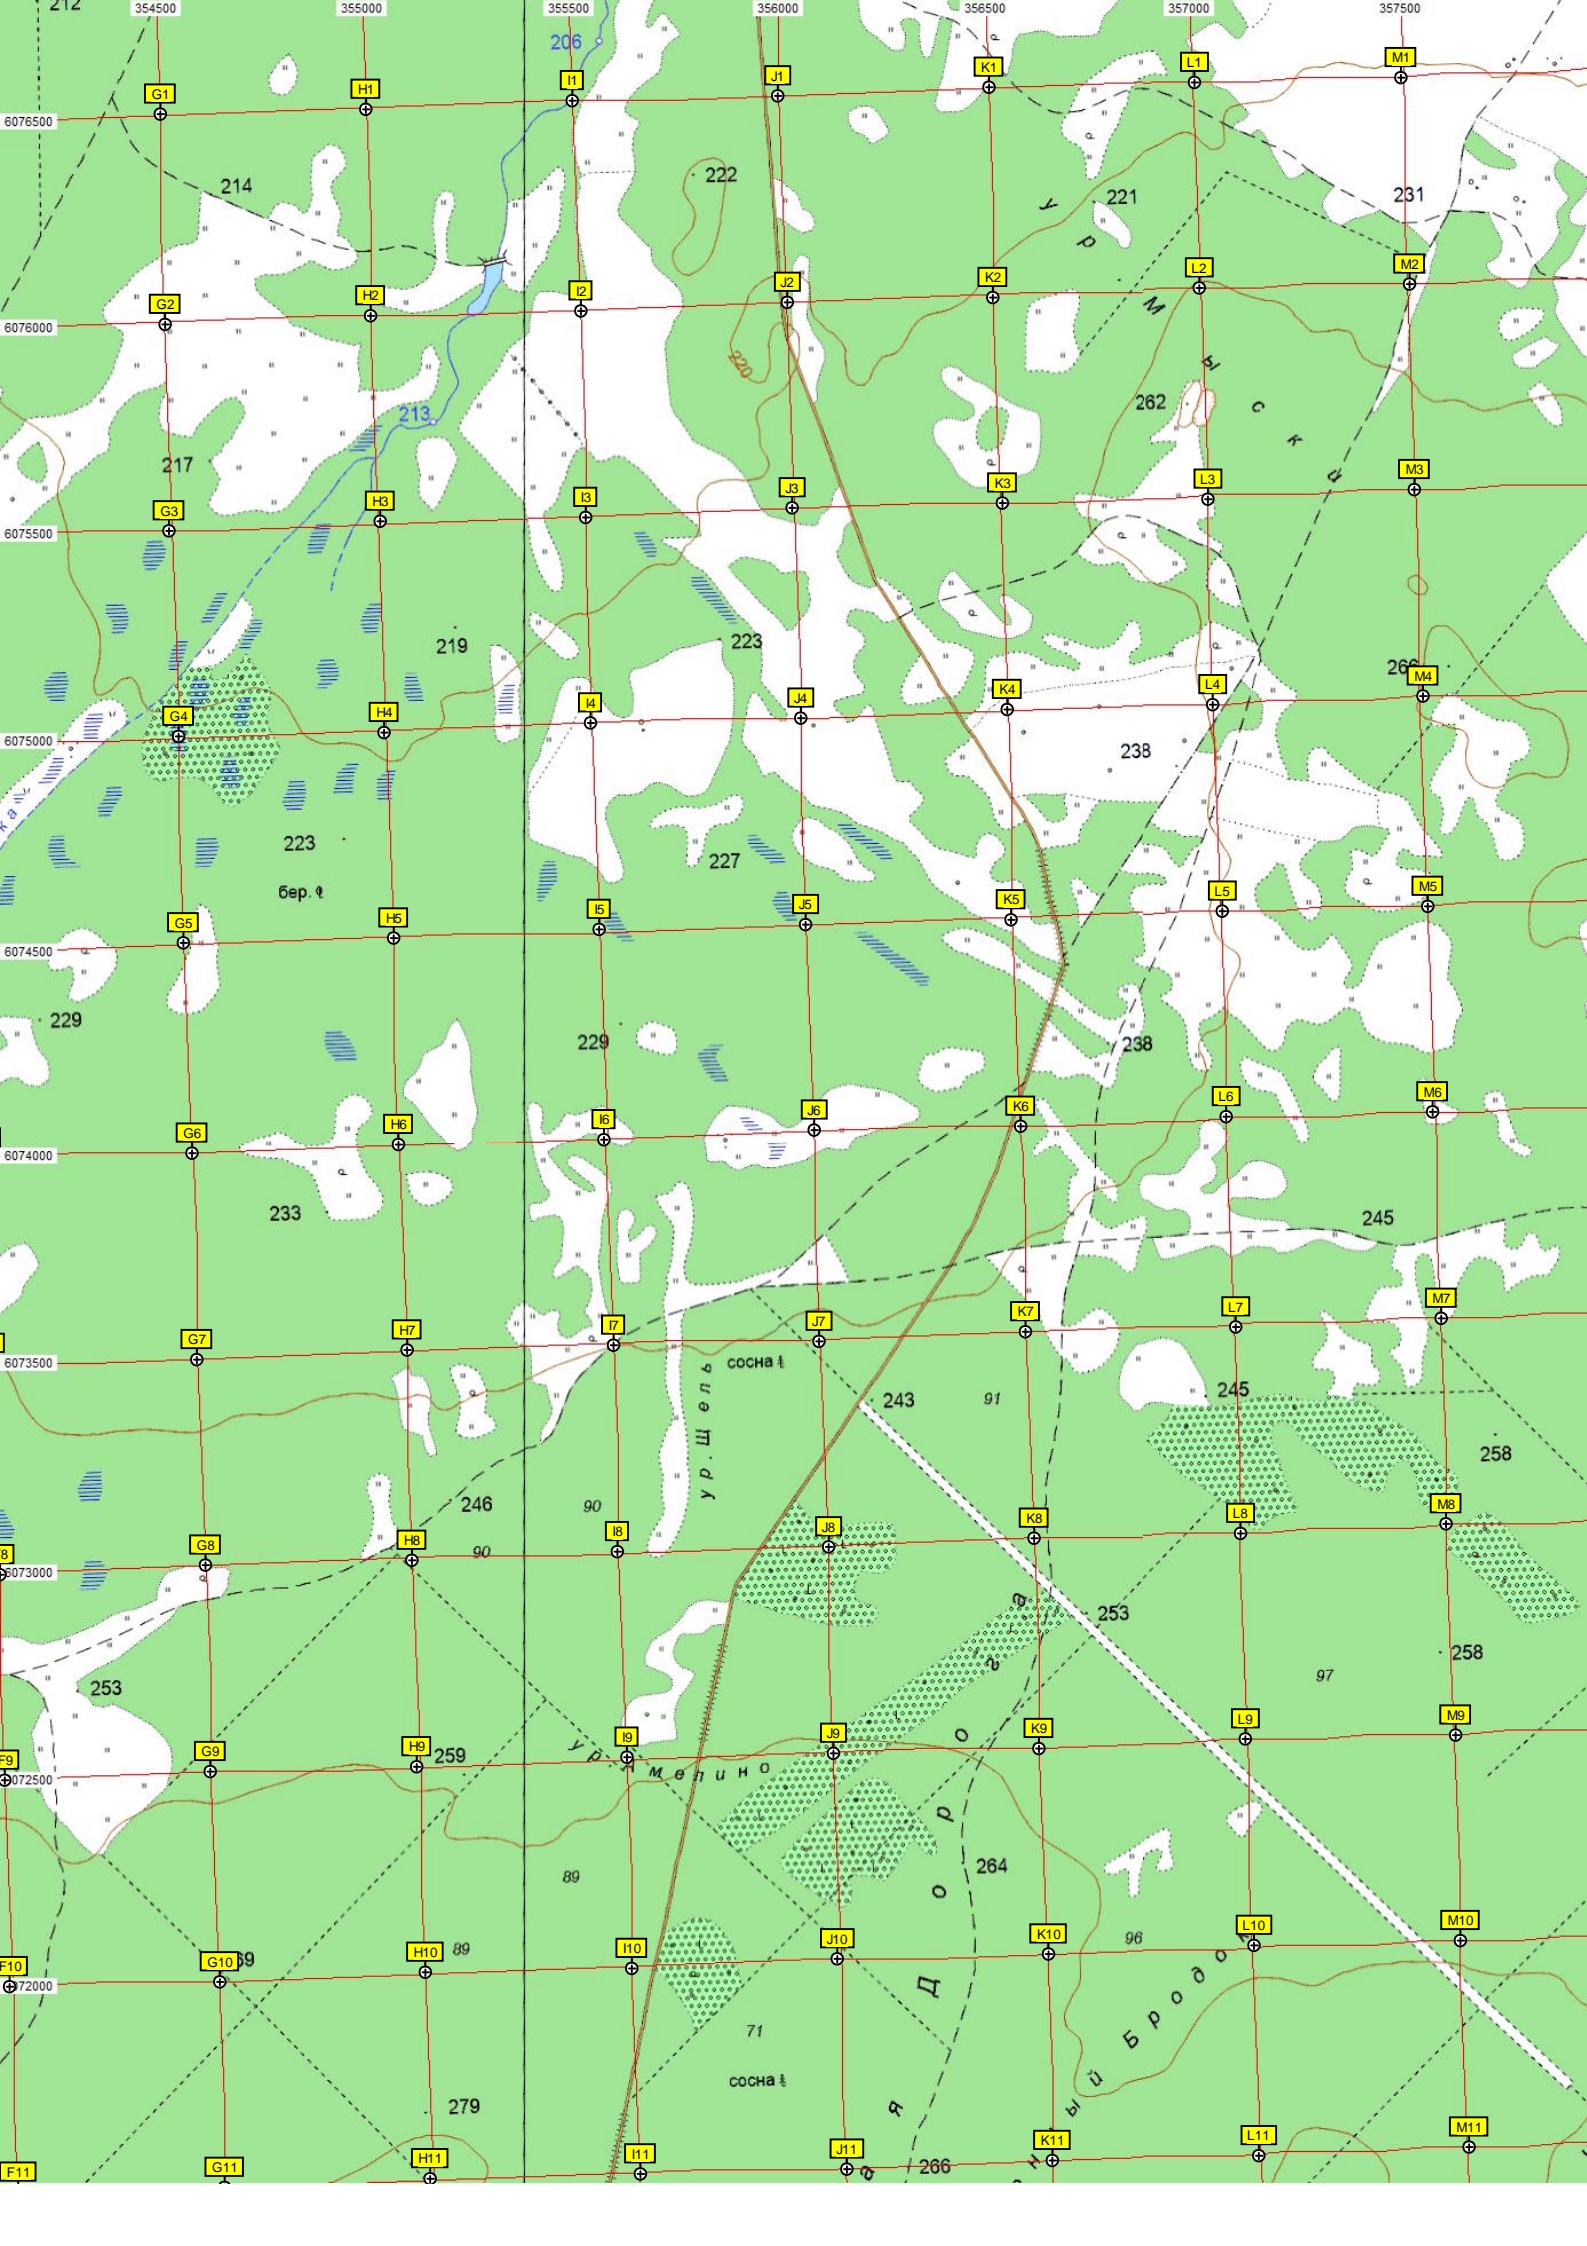 212
354500 355000 355500 356000 356500 357000 357500
206
р
G1 H1 I1 J1 K1 L1 M1
6076500
р
214 222 221 231
У р
М ы с к и й
G2 H2 I2 J2 K2 L2 M2
6076000
220
262
213
217
р
G3 H3 I3 J3 K3 L3 M3
6075500
р
р
219 223
р
G4 H4 I4 J4 K4 L4 M4
6075000
238
ка
223
227
бер.
р
G5 H5 I5 J5 K5 L5 M5
6074500
229
229
238
G6 H6 I6 J6 K6 L6 M6
6074000
р
233
245
р
G7 H7 I7 J7 K7 L7 M7
6073500
р
сосна
ур. Щель
243 91 245
258
246 90
G8 H8 I8 J8 K8 L8 M8
90
6073000
253
253
258
97
F9 G9 H9 I9 J9 K9 L9 M9
259
ур. Амелино
264
89
89
96
F10 G10 H10 I10 J10 K10 L10 M10
71
сосна
279
F11 G11 H11 I11 J11 K11 L11 M11
266
Д о р о г а
а я
н ы й Б р о д о к